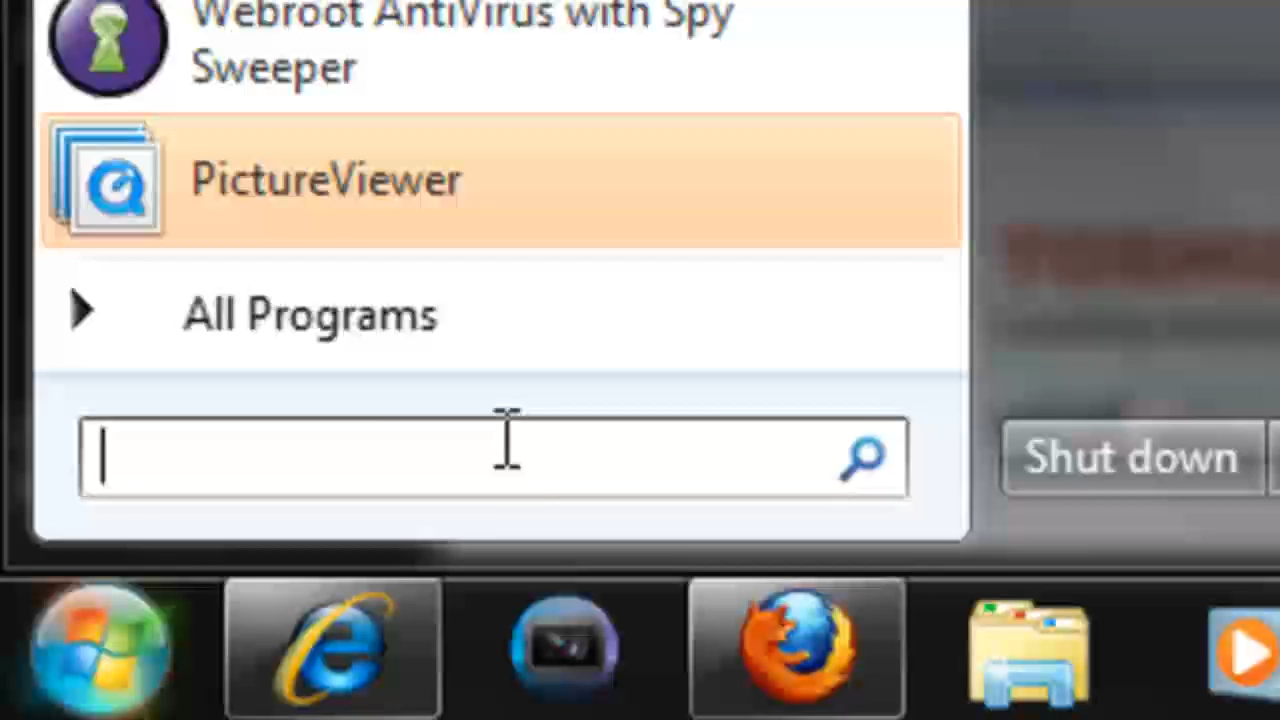 Webroot AntiVirus with Spy
Sweeper
PictureViewer
All Programs
Shut down